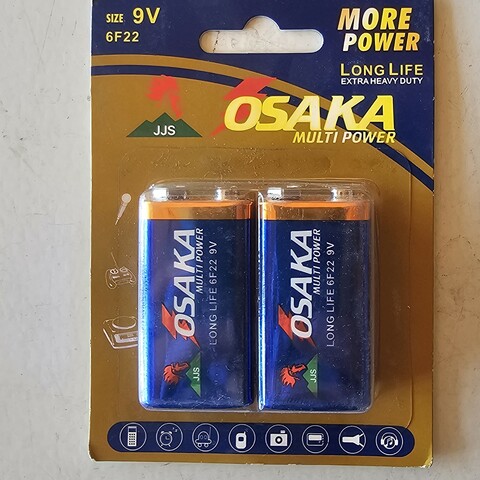 SIZE 9V
6F22
MORE
POWER
LONG LIFE
EXTRA HEAVY DUTY
JJS
OSAKA
MULTI POWER
OSAKA
MULTI POWER
LONG LIFE 6F22 9V
JJS
OSAKA
MULTI POWER
LONG LIFE 6F22 9V
JJS